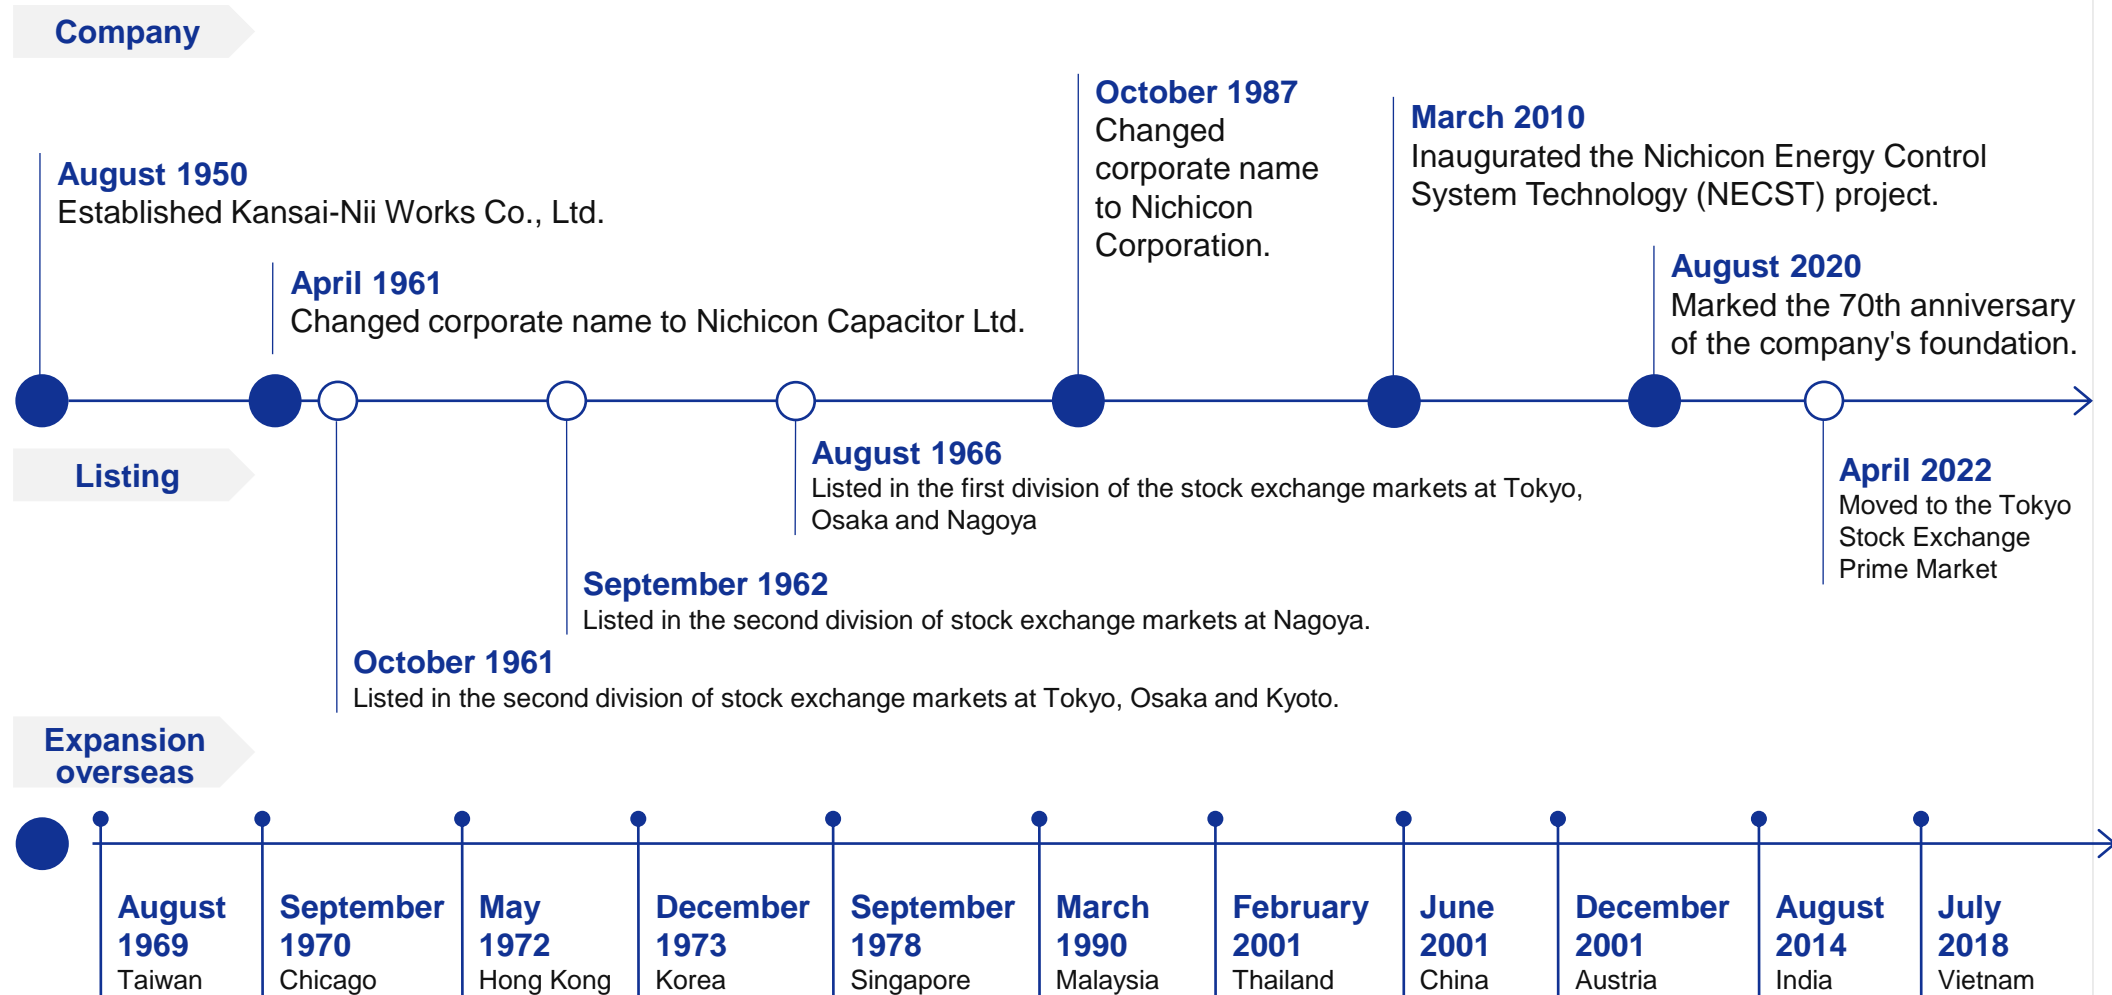 Company
August 1950
Established Kansai-Nii Works Co., Ltd.
April 1961
Changed corporate name to Nichicon Capacitor Ltd.
October 1987
Changed
corporate name
to Nichicon
Corporation.
March 2010
Inaugurated the Nichicon Energy Control
System Technology (NECST) project.
August 2020
Marked the 70th anniversary
of the company's foundation.
Listing
October 1961
Listed in the second division of stock exchange markets at Tokyo, Osaka and Kyoto.
September 1962
Listed in the second division of stock exchange markets at Nagoya.
August 1966
Listed in the first division of the stock exchange markets at Tokyo,
Osaka and Nagoya
April 2022
Moved to the Tokyo
Stock Exchange
Prime Market
Expansion
overseas
August
1969
Taiwan
September
1970
Chicago
May
1972
Hong Kong
December
1973
Korea
September
1978
Singapore
March
1990
Malaysia
February
2001
Thailand
June
2001
China
December
2001
Austria
August
2014
India
July
2018
Vietnam